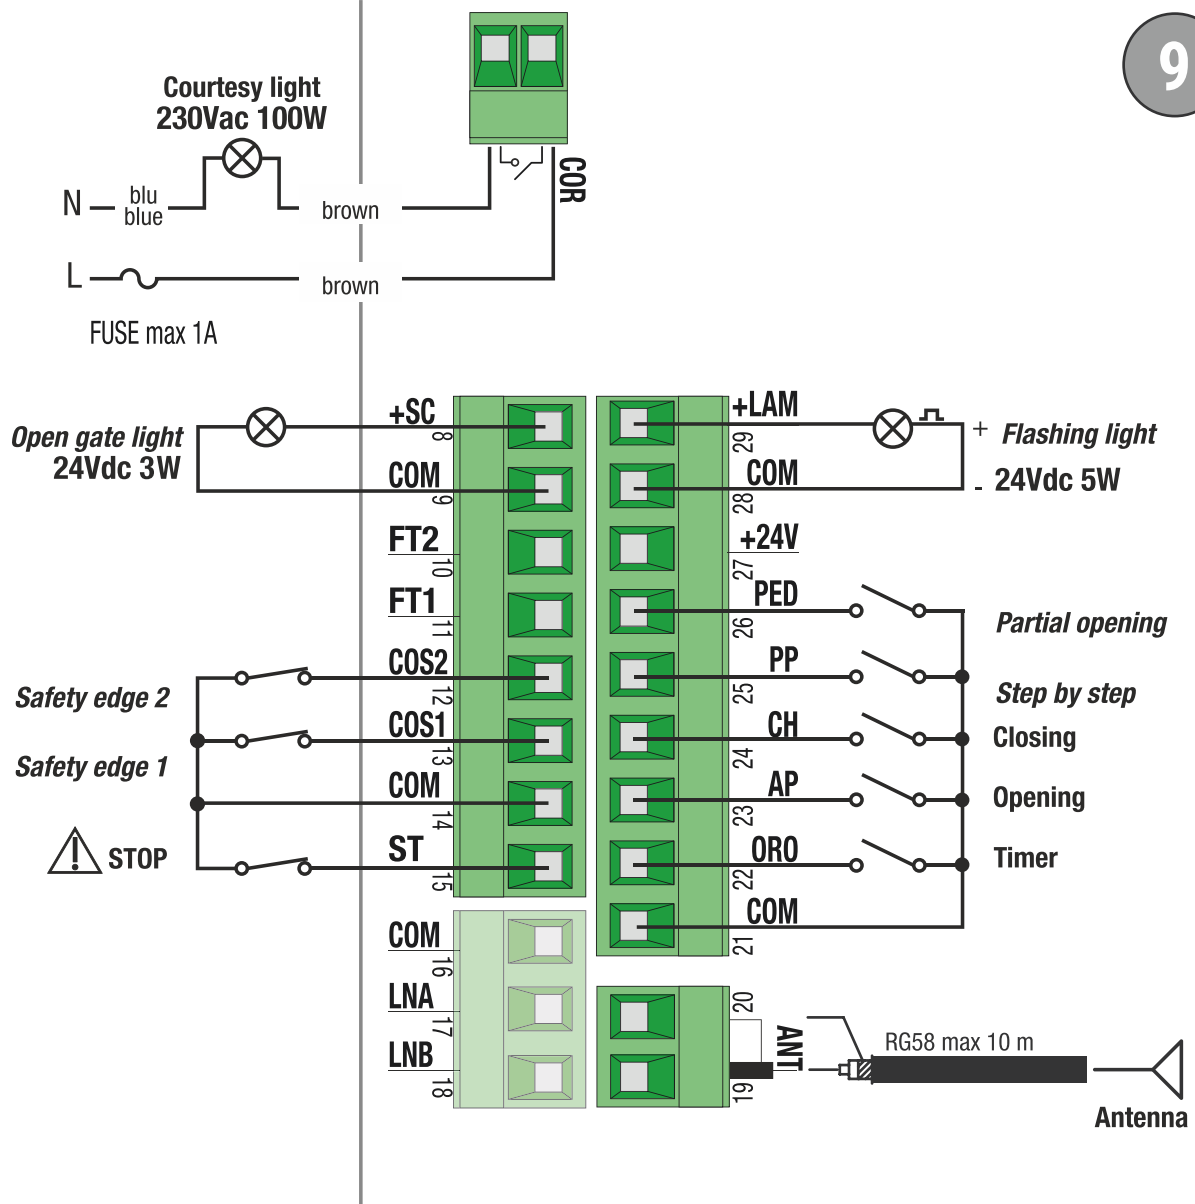 9
Courtesy light
230Vac 100W
COR
N
blu
blue
brown
L
brown
FUSE max 1A
+SC
8
Open gate light
24Vdc 3W
COM
9
FT2
10
FT1
11
COS2
12
Safety edge 2
COS1
13
Safety edge 1
COM
14
STOP
ST
15
COM
16
LNA
17
LNB
18
+LAM
29
+ Flashing light
COM
28
- 24Vdc 5W
+24V
27
PED
26
Partial opening
PP
25
Step by step
CH
24
Closing
AP
23
Opening
ORO
22
Timer
COM
21
20
ANT
19
RG58 max 10 m
Antenna